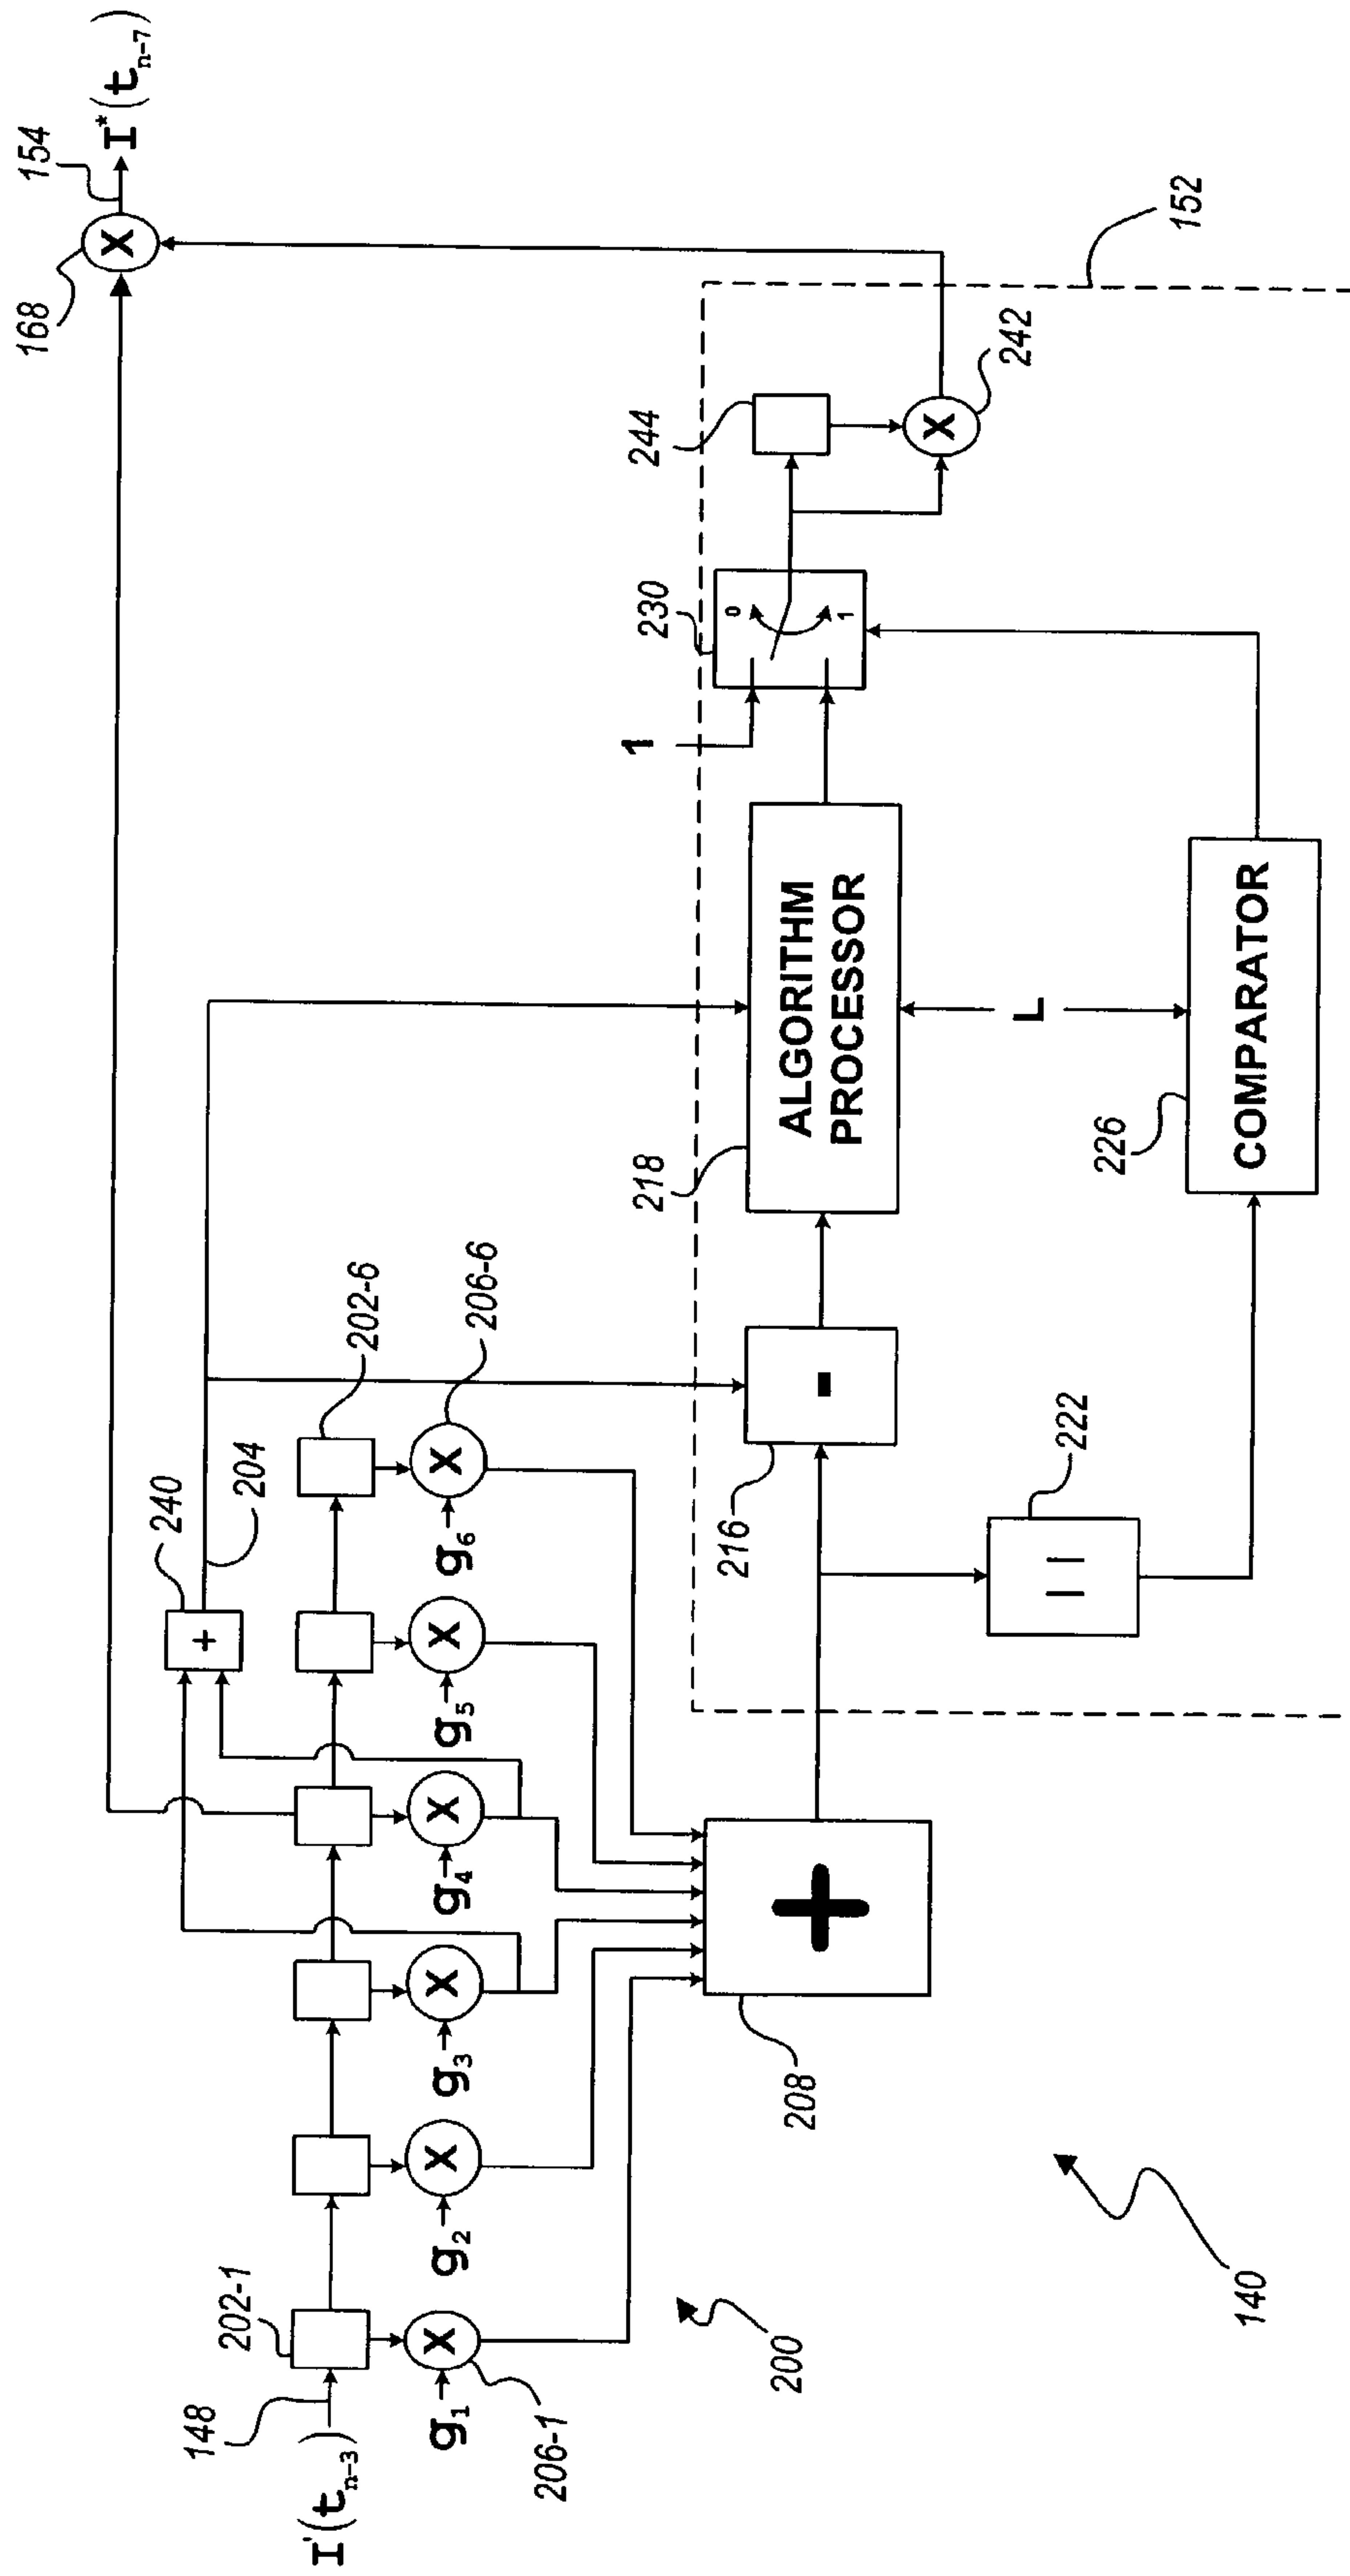 I'(tₙ₋₃)
148
202-1
g₁
206-1
g₂
g₃
g₄
g₅
g₆
X
X
X
X
X
X
202-6
206-6
240
+
204
168
X
154
I*(tₙ₋₇)
200
208
+
140
216
-
222
| |
218
ALGORITHM
PROCESSOR
L
226
COMPARATOR
1
230
0
1
244
X
242
152